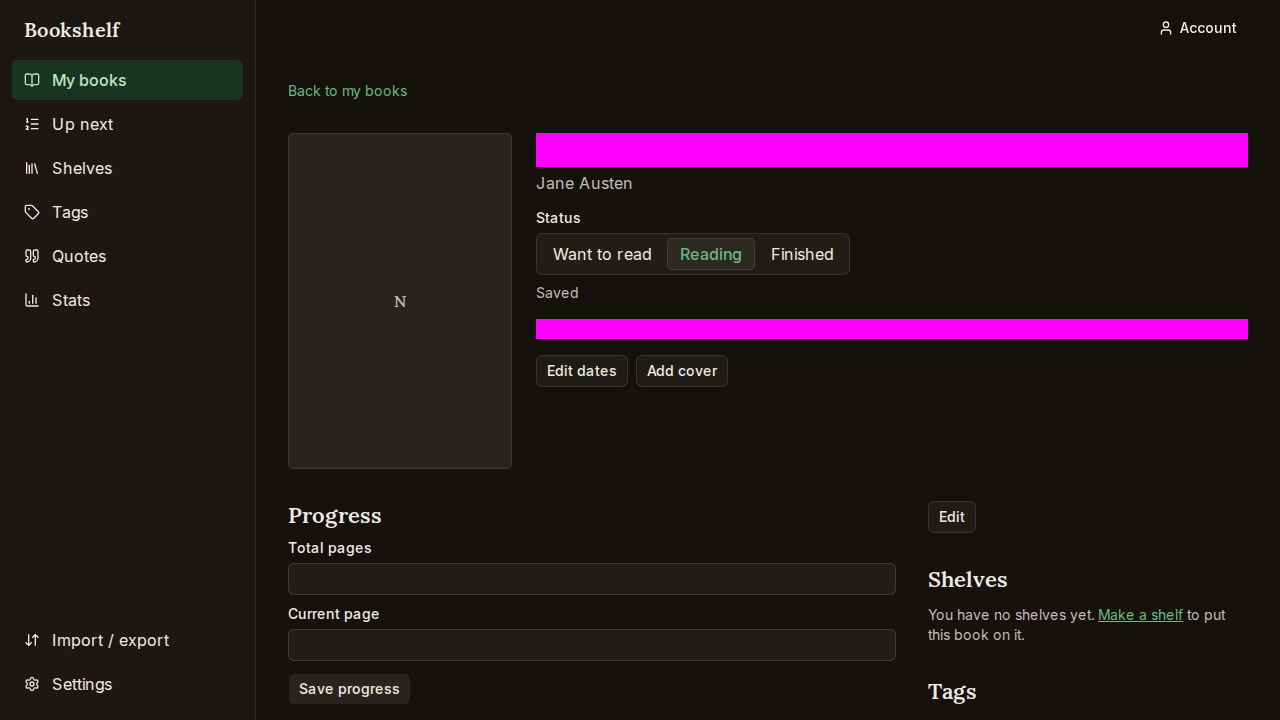 Bookshelf
My books
Up next
Shelves
Tags
Quotes
Stats
Import / export
Settings
Account
Back to my books
N
Jane Austen
Status
Want to read
Reading
Finished
Saved
Edit dates
Add cover
Progress
Total pages
Current page
Save progress
Edit
Shelves
You have no shelves yet. Make a shelf to put
this book on it.
Tags